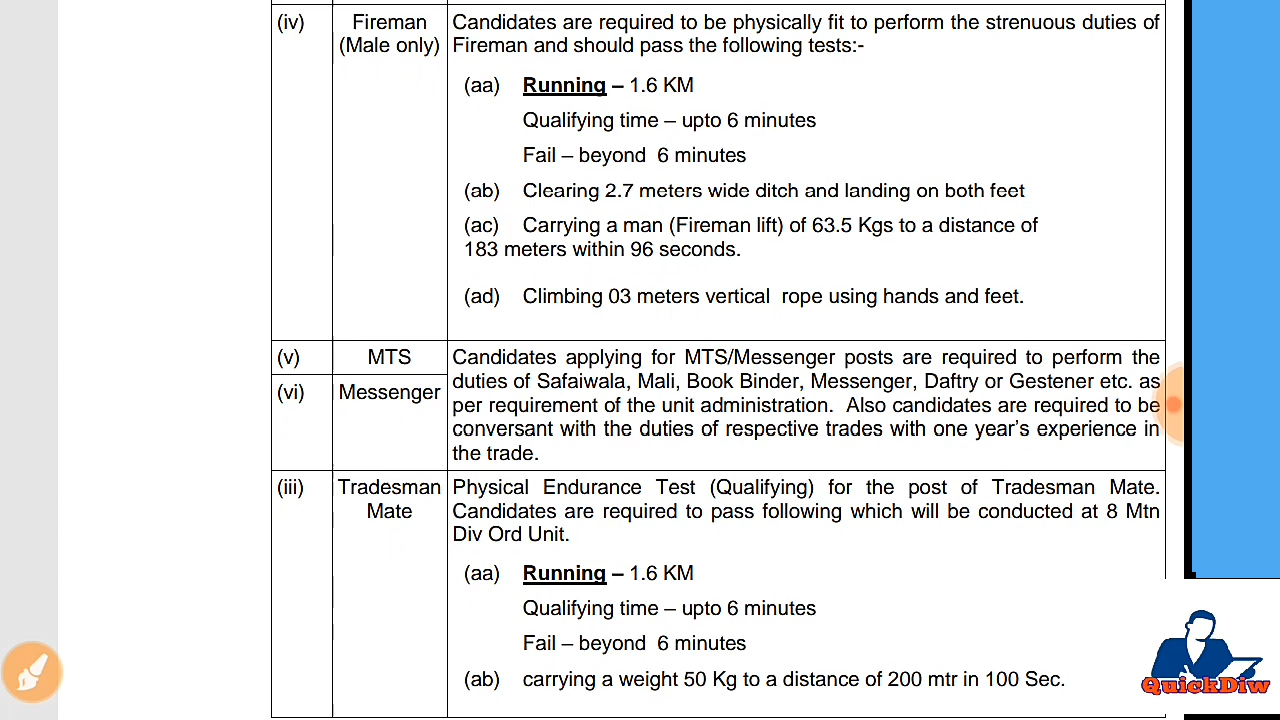 (iv) Fireman Candidates are required to be physically fit to perform the strenuous duties of
(Male only) Fireman and should pass the following tests:-
(aa) Running – 1.6 KM
Qualifying time – upto 6 minutes
Fail – beyond 6 minutes
(ab) Clearing 2.7 meters wide ditch and landing on both feet
(ac) Carrying a man (Fireman lift) of 63.5 Kgs to a distance of
183 meters within 96 seconds.
(ad) Climbing 03 meters vertical rope using hands and feet.
(v) MTS Candidates applying for MTS/Messenger posts are required to perform the
(vi) Messenger duties of Safaiwala, Mali, Book Binder, Messenger, Daftry or Gestener etc. as
per requirement of the unit administration. Also candidates are required to be
conversant with the duties of respective trades with one year's experience in
the trade.
(iii) Tradesman Physical Endurance Test (Qualifying) for the post of Tradesman Mate.
Mate Candidates are required to pass following which will be conducted at 8 Mtn
Div Ord Unit.
(aa) Running – 1.6 KM
Qualifying time – upto 6 minutes
Fail – beyond 6 minutes
(ab) carrying a weight 50 Kg to a distance of 200 mtr in 100 Sec.
QuickDiw